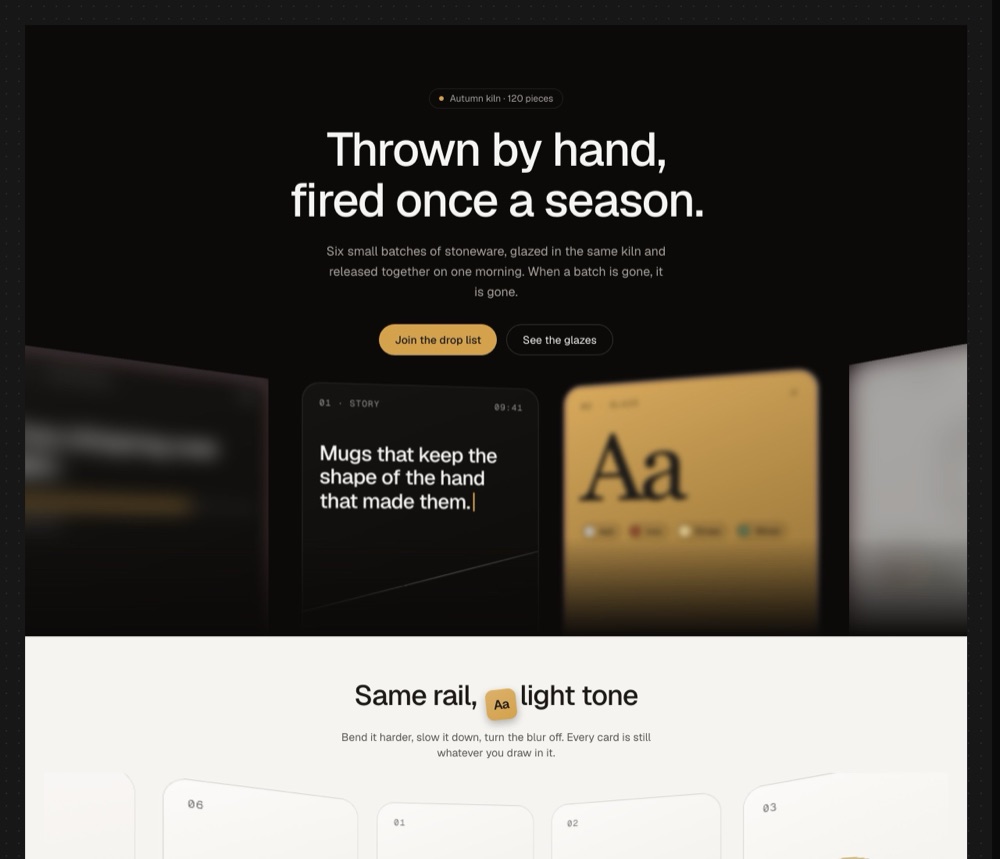 Autumn kiln · 120 pieces
Thrown by hand,
fired once a season.
Six small batches of stoneware, glazed in the same kiln and
released together on one morning. When a batch is gone, it
is gone.
Join the drop list
See the glazes
01 · STORY
09:41
Mugs that keep the
shape of the hand
that made them.
Aa
Same rail, Aa light tone
Bend it harder, slow it down, turn the blur off. Every card is still
whatever you draw in it.
06
01
02
03